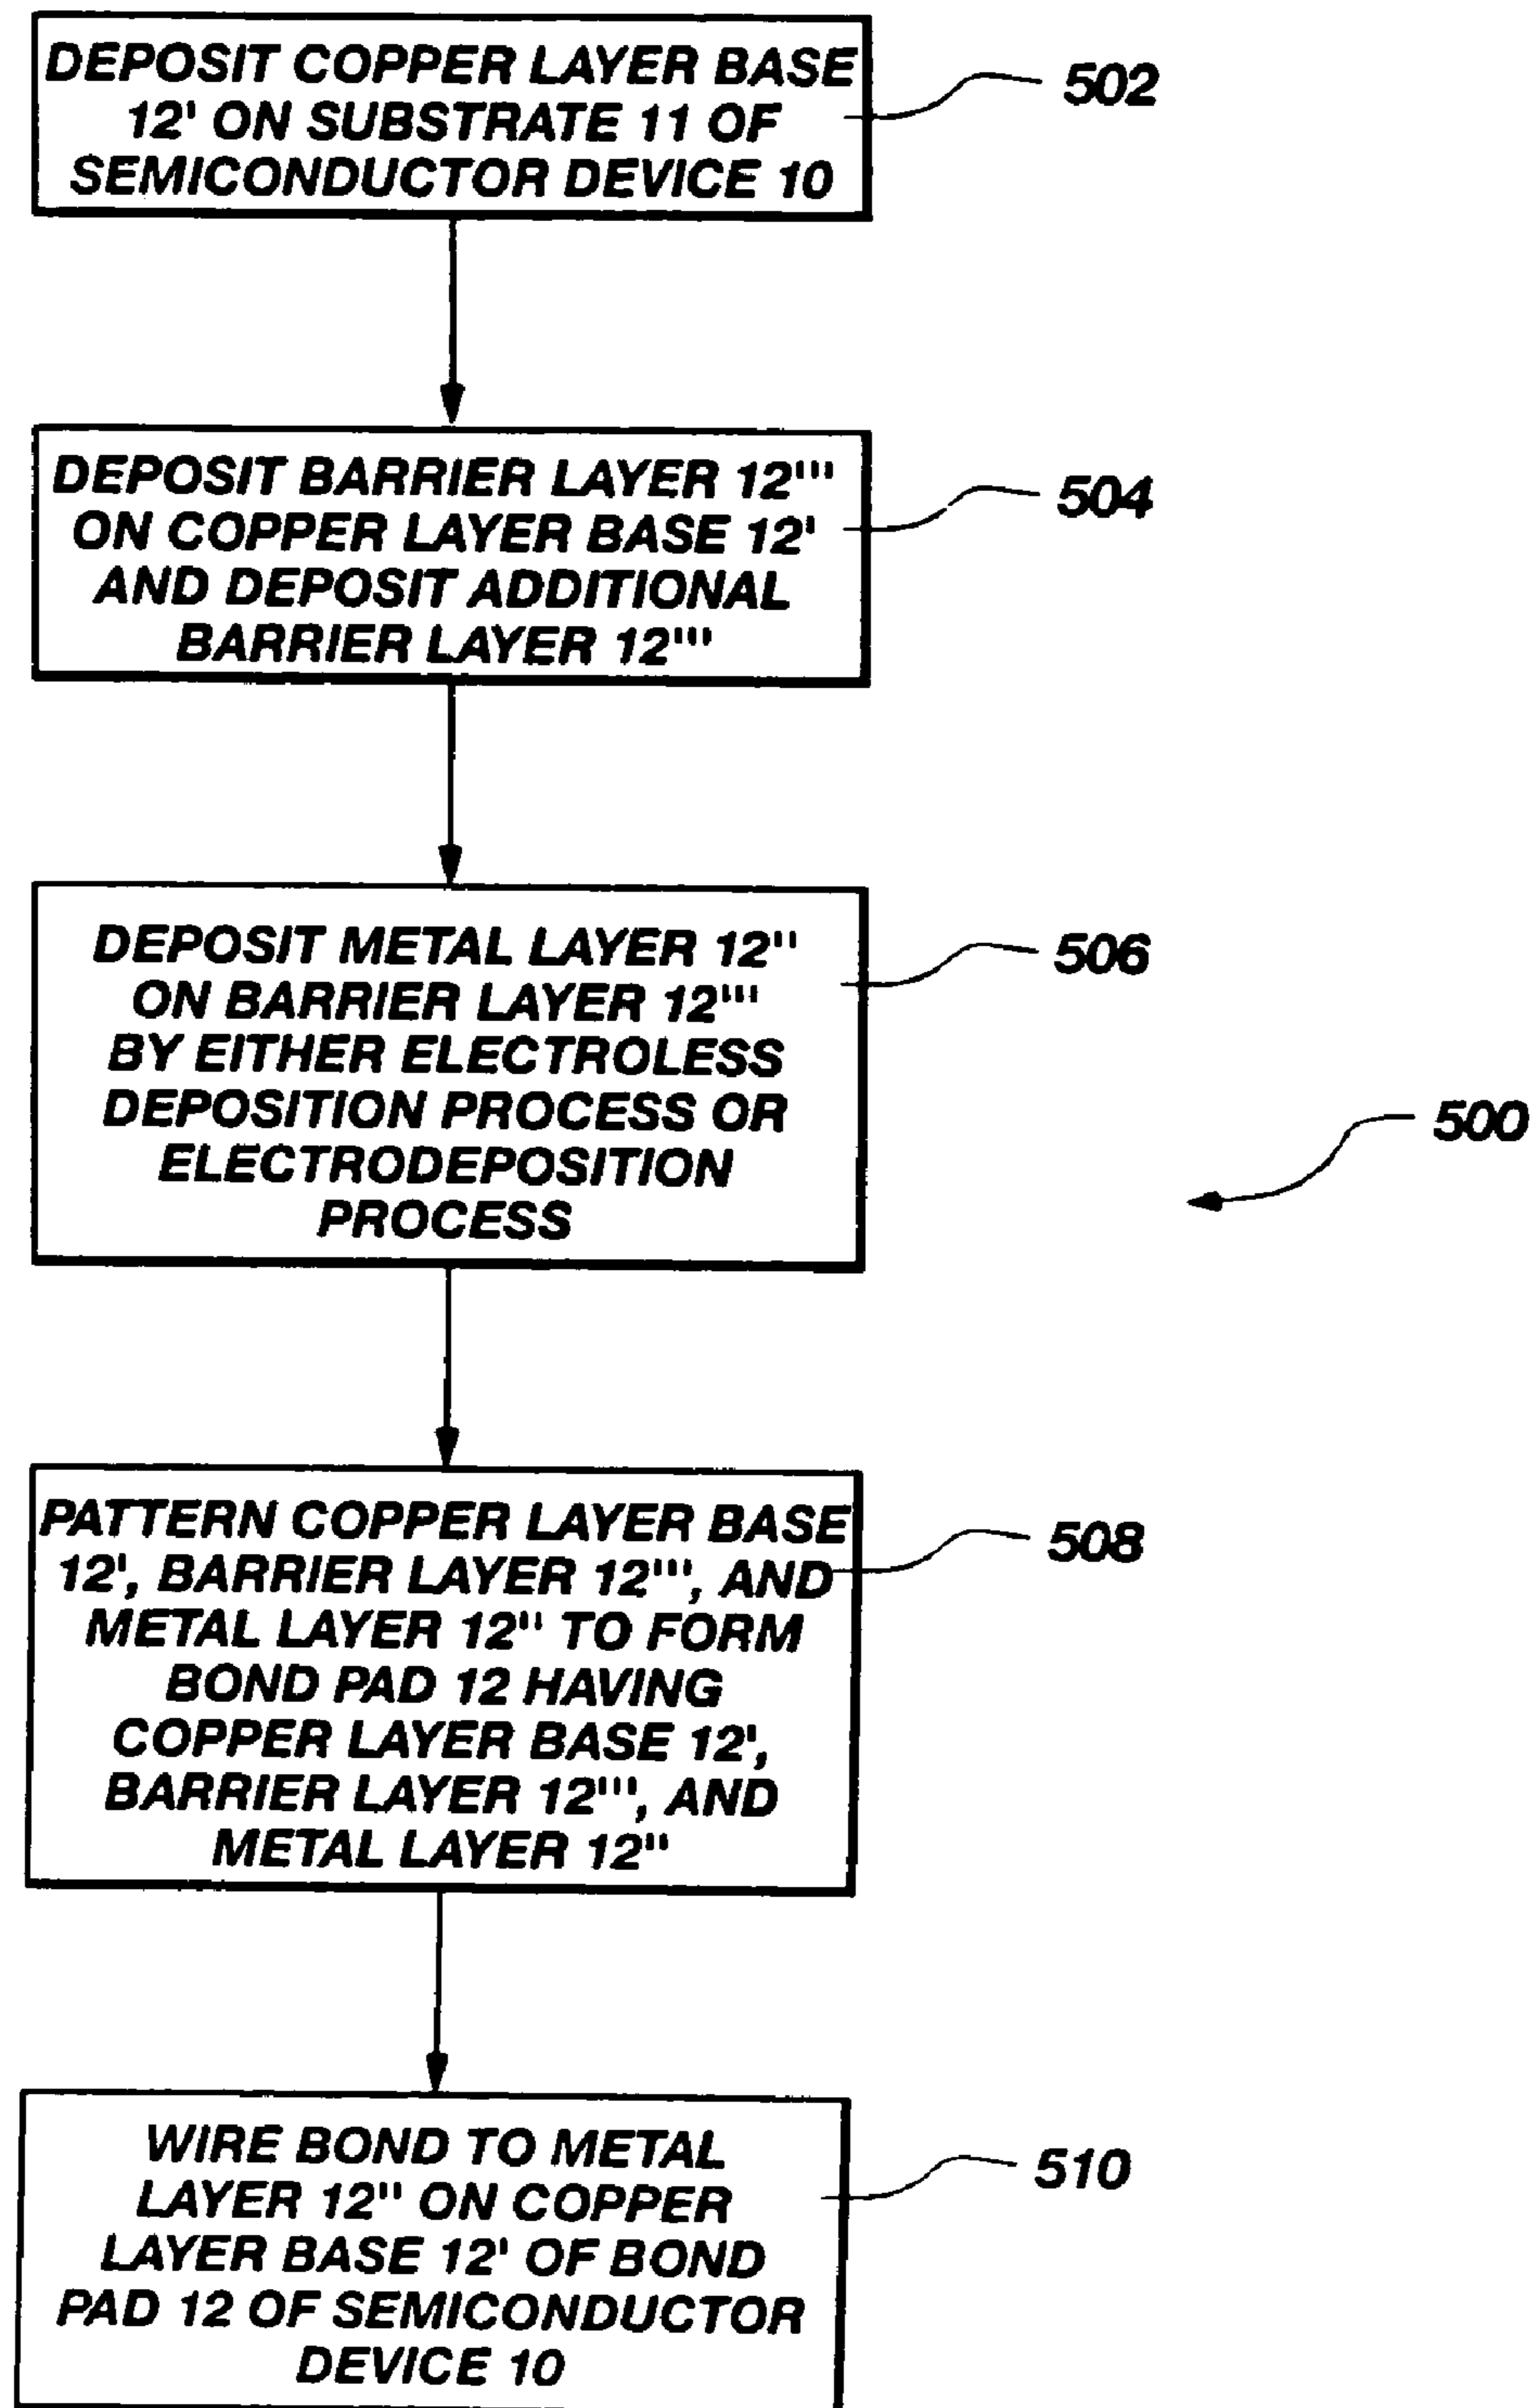 DEPOSIT COPPER LAYER BASE
12' ON SUBSTRATE 11 OF
SEMICONDUCTOR DEVICE 10
502
DEPOSIT BARRIER LAYER 12'''
ON COPPER LAYER BASE 12'
AND DEPOSIT ADDITIONAL
BARRIER LAYER 12'''
504
DEPOSIT METAL LAYER 12''
ON BARRIER LAYER 12'''
BY EITHER ELECTROLESS
DEPOSITION PROCESS OR
ELECTRODEPOSITION
PROCESS
506
500
PATTERN COPPER LAYER BASE
12', BARRIER LAYER 12''', AND
METAL LAYER 12'' TO FORM
BOND PAD 12 HAVING
COPPER LAYER BASE 12',
BARRIER LAYER 12''', AND
METAL LAYER 12''
508
WIRE BOND TO METAL
LAYER 12'' ON COPPER
LAYER BASE 12' OF BOND
PAD 12 OF SEMICONDUCTOR
DEVICE 10
510